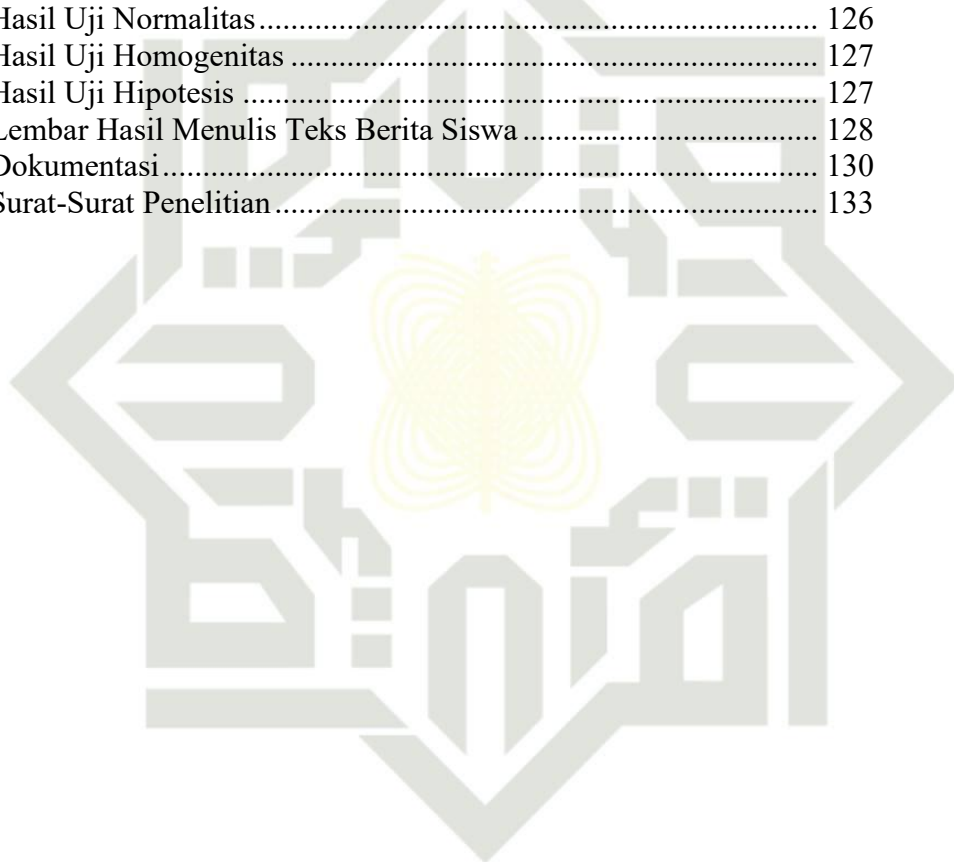 Hasil Uji Normalitas.......................................................................... 126
Hasil Uji Homogenitas ..................................................................... 127
Hasil Uji Hipotesis ........................................................................... 127
Lembar Hasil Menulis Teks Berita Siswa ....................................... 128
Dokumentasi...................................................................................... 130
Surat-Surat Penelitian....................................................................... 133